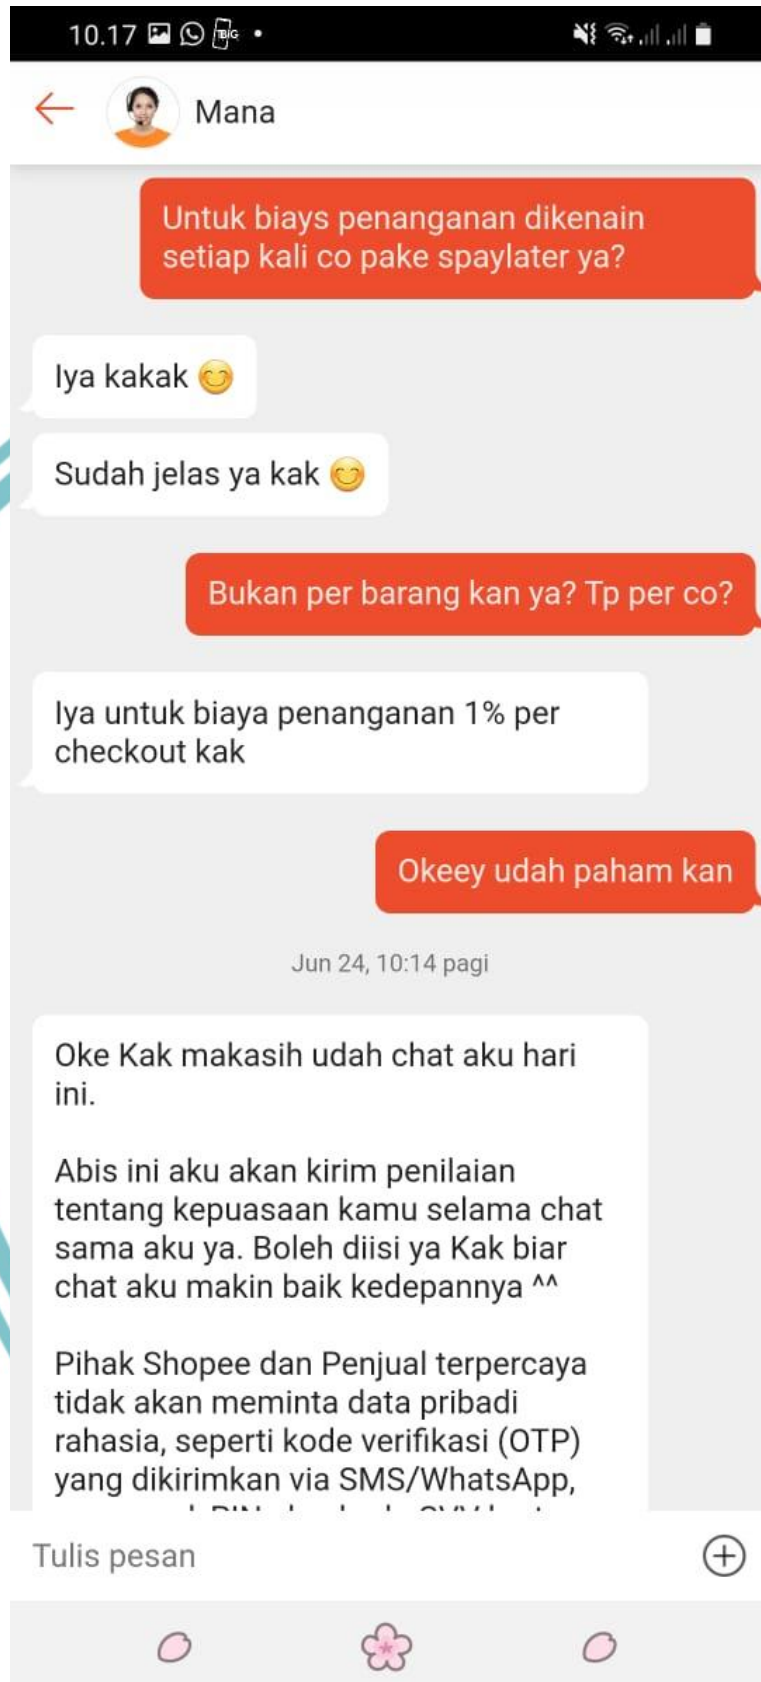 10.17
Mana
Untuk biays penanganan dikenain
setiap kali co pake spaylater ya?
Iya kakak 😊
Sudah jelas ya kak 😊
Bukan per barang kan ya? Tp per co?
Iya untuk biaya penanganan 1% per
checkout kak
Okeey udah paham kan
Jun 24, 10:14 pagi
Oke Kak makasih udah chat aku hari
ini.
Abis ini aku akan kirim penilaian
tentang kepuasaan kamu selama chat
sama aku ya. Boleh diisi ya Kak biar
chat aku makin baik kedepannya ^^
Pihak Shopee dan Penjual terpercaya
tidak akan meminta data pribadi
rahasia, seperti kode verifikasi (OTP)
yang dikirimkan via SMS/WhatsApp,
Tulis pesan